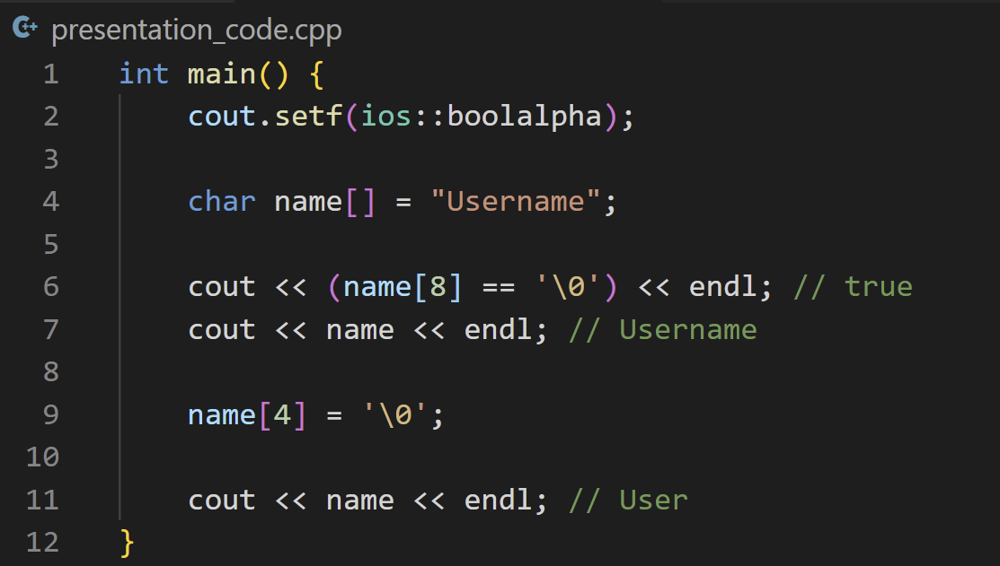 C++ presentation_code.cpp
1 int main() {
2 cout.setf(ios::boolalpha);
3
4 char name[] = "Username";
5
6 cout << (name[8] == '\0') << endl; // true
7 cout << name << endl; // Username
8
9 name[4] = '\0';
10
11 cout << name << endl; // User
12 }